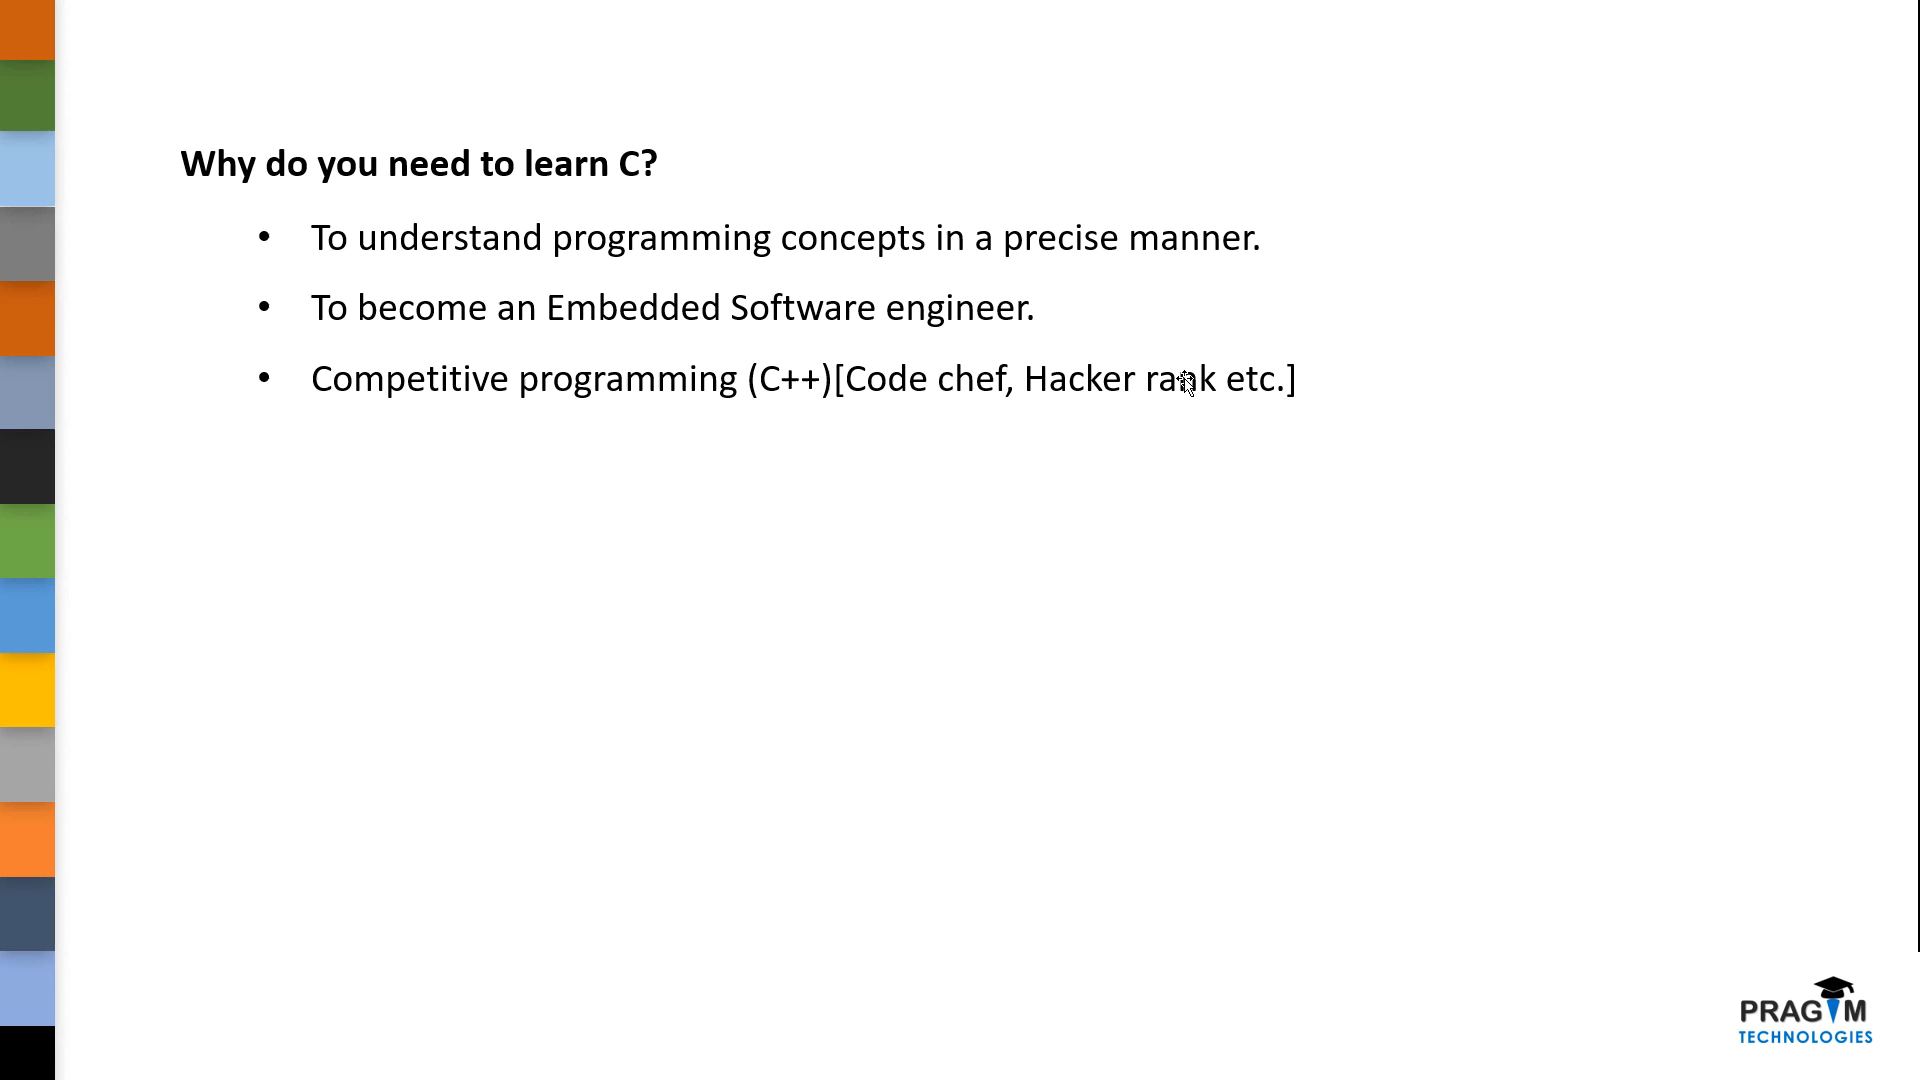 Why do you need to learn C?
• To understand programming concepts in a precise manner.
• To become an Embedded Software engineer.
• Competitive programming (C++)[Code chef, Hacker rank etc.]
PRAGIM
TECHNOLOGIES